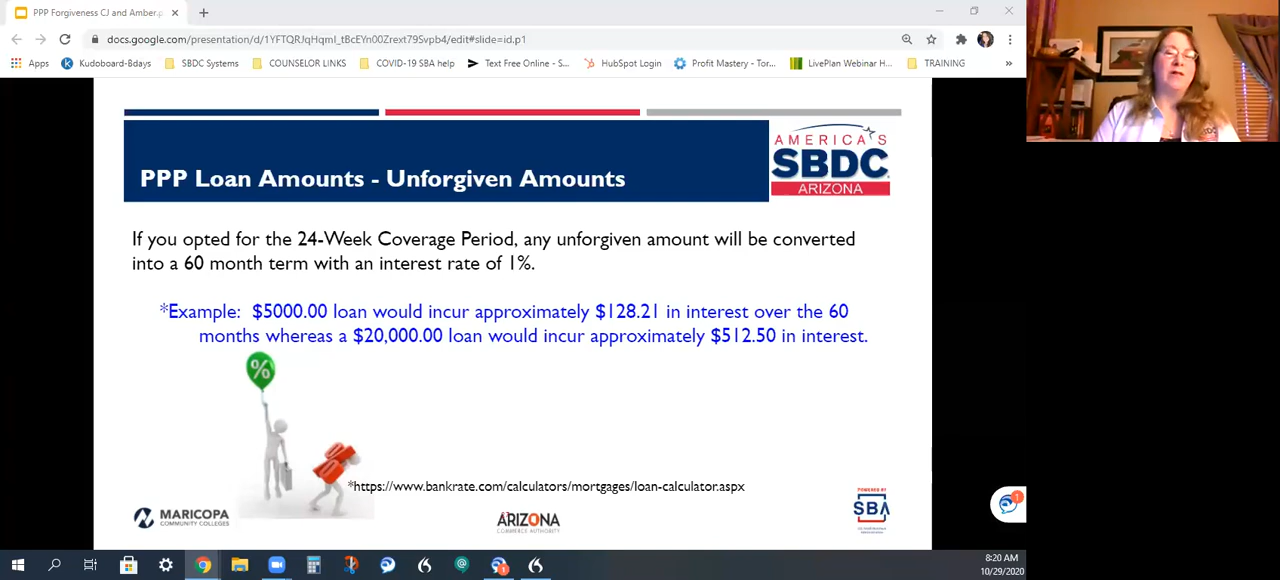 PPP Forgiveness CJ and Amber.p
docs.google.com/presentation/d/1YFTQRJqHqmI_tBcEYn00Zrext79Svpb4/edit#slide=id.p1
Apps Kudoboard-Bdays SBDC Systems COUNSELOR LINKS COVID-19 SBA help Text Free Online - S... HubSpot Login Profit Mastery - Tor... LivePlan Webinar H... TRAINING »
AMERICA'S
SBDC
ARIZONA
PPP Loan Amounts - Unforgiven Amounts
If you opted for the 24-Week Coverage Period, any unforgiven amount will be converted
into a 60 month term with an interest rate of 1%.
*Example: $5000.00 loan would incur approximately $128.21 in interest over the 60
months whereas a $20,000.00 loan would incur approximately $512.50 in interest.
%
*https://www.bankrate.com/calculators/mortgages/loan-calculator.aspx
MARICOPA
COMMUNITY COLLEGES
ARIZONA
COMMERCE AUTHORITY
POWERED BY
SBA
1
8:20 AM
10/29/2020